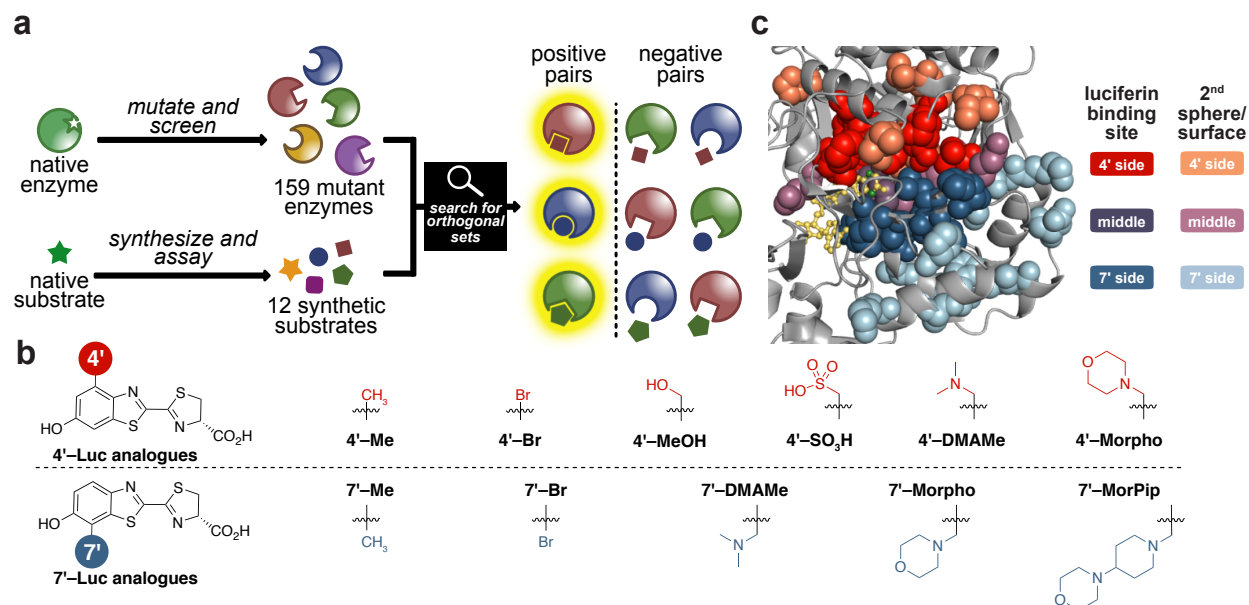 a
mutate and
screen
native
enzyme
159 mutant
enzymes
synthesize and
assay
native
substrate
12 synthetic
substrates
search for
orthogonal
sets
positive
pairs
negative
pairs
c
luciferin
binding
site
2nd
sphere/
surface
4' side
4' side
middle
middle
7' side
7' side
b
4'
N
S
HO
S
N
CO2H
4'–Luc analogues
CH3
4'–Me
Br
4'–Br
HO
4'–MeOH
O O
HO S
4'–SO3H
N
4'–DMAMe
O
N
4'–Morpho
N
S
HO
S
N
CO2H
7'
7'–Luc analogues
7'–Me
CH3
7'–Br
Br
7'–DMAMe
N
7'–Morpho
N
O
7'–MorPip
N
N
O